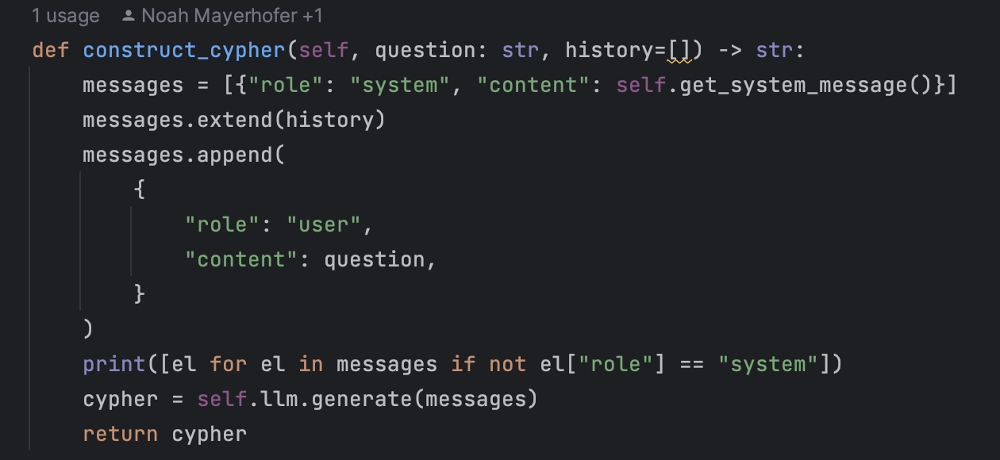 1 usage Noah Mayerhofer +1
def construct_cypher(self, question: str, history=[]) -> str:
    messages = [{"role": "system", "content": self.get_system_message()}]
    messages.extend(history)
    messages.append(
        {
            "role": "user",
            "content": question,
        }
    )
    print([el for el in messages if not el["role"] == "system"])
    cypher = self.llm.generate(messages)
    return cypher